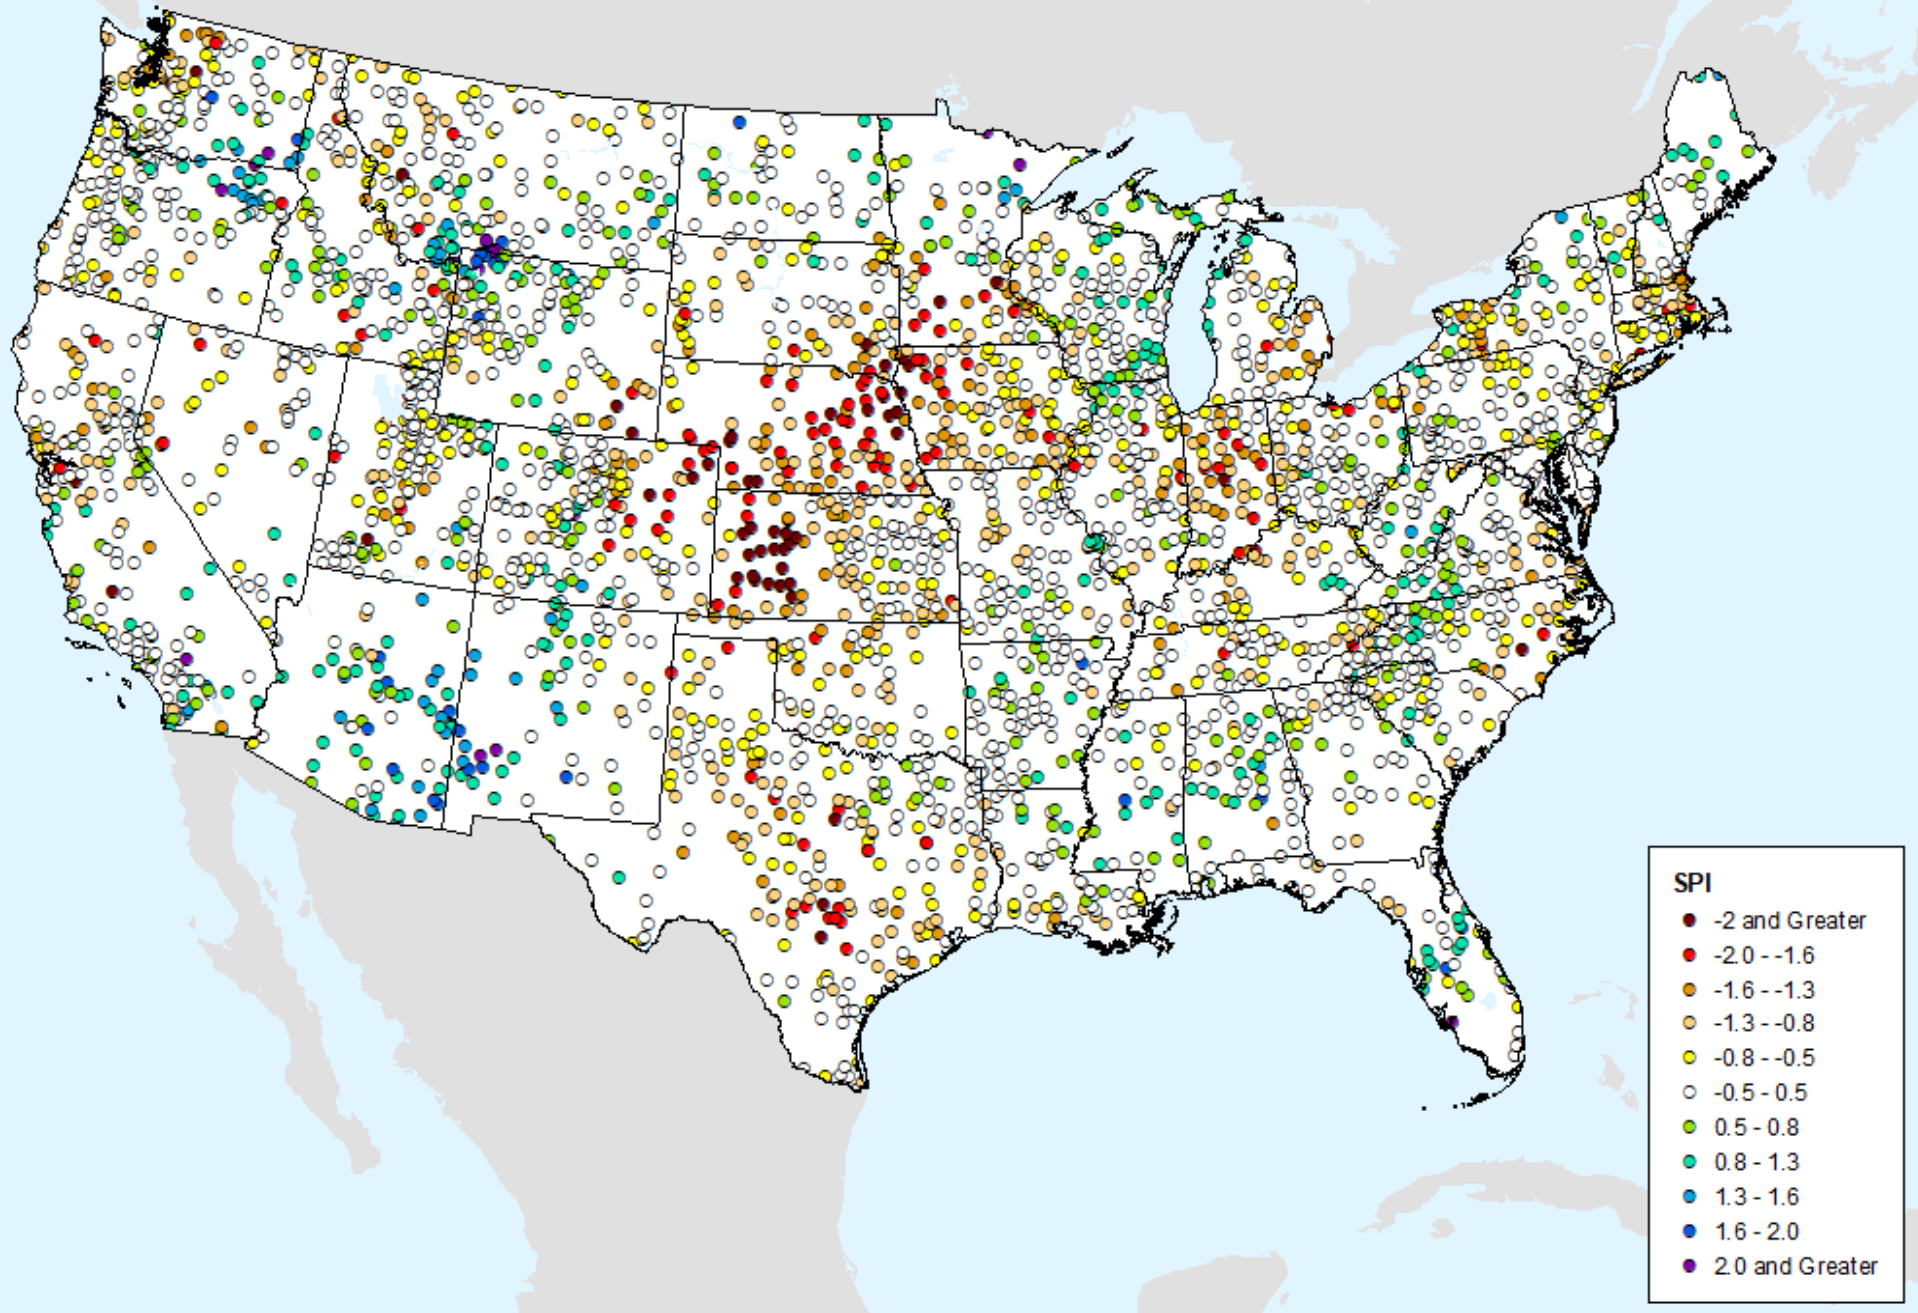 SPI
-2 and Greater
-2.0 - -1.6
-1.6 - -1.3
-1.3 - -0.8
-0.8 - -0.5
-0.5 - 0.5
0.5 - 0.8
0.8 - 1.3
1.3 - 1.6
1.6 - 2.0
2.0 and Greater